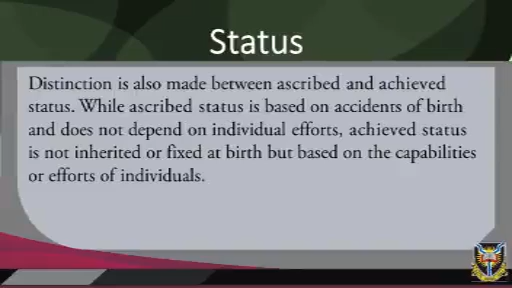 Status
Distinction is also made between ascribed and achieved
status. While ascribed status is based on accidents of birth
and does not depend on individual efforts, achieved status
is not inherited or fixed at birth but based on the capabilities
or efforts of individuals.